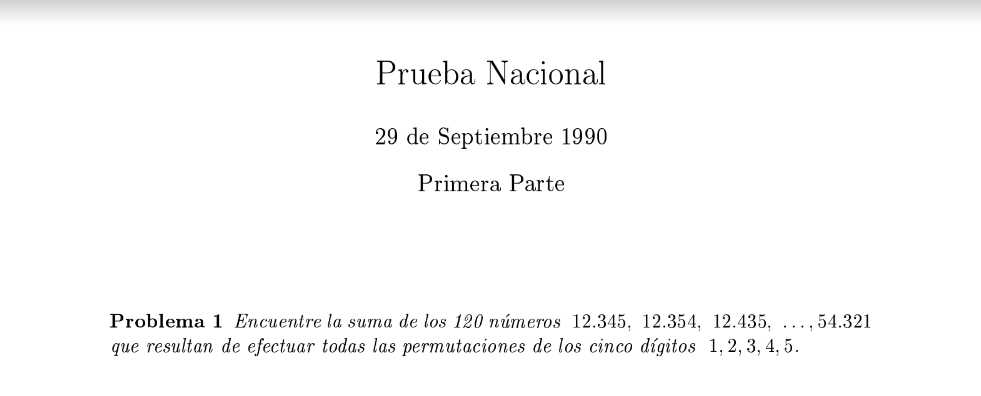 Prueba Nacional
29 de Septiembre 1990
Primera Parte
Problema 1 Encuentre la suma de los 120 números 12.345, 12.354, 12.435, ..., 54.321
que resultan de efectuar todas las permutaciones de los cinco dígitos 1, 2, 3, 4, 5.